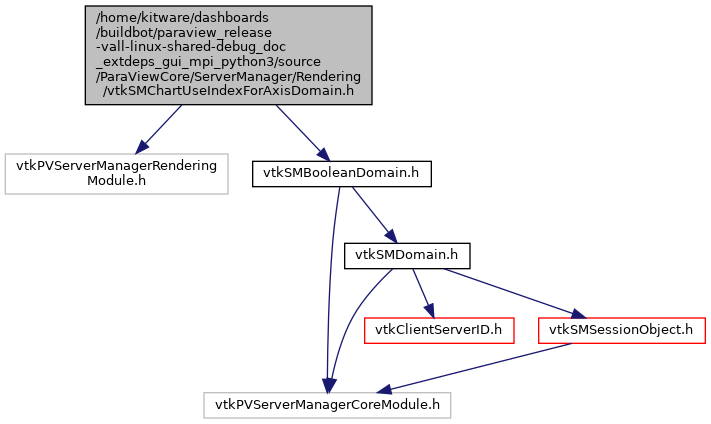 /home/kitware/dashboards
/buildbot/paraview_release
-vall-linux-shared-debug_doc
_extdeps_gui_mpi_python3/source
/ParaViewCore/ServerManager/Rendering
/vtkSMChartUseIndexForAxisDomain.h
vtkPVServerManagerRendering
Module.h
vtkSMBooleanDomain.h
vtkSMDomain.h
vtkClientServerID.h
vtkSMSessionObject.h
vtkPVServerManagerCoreModule.h